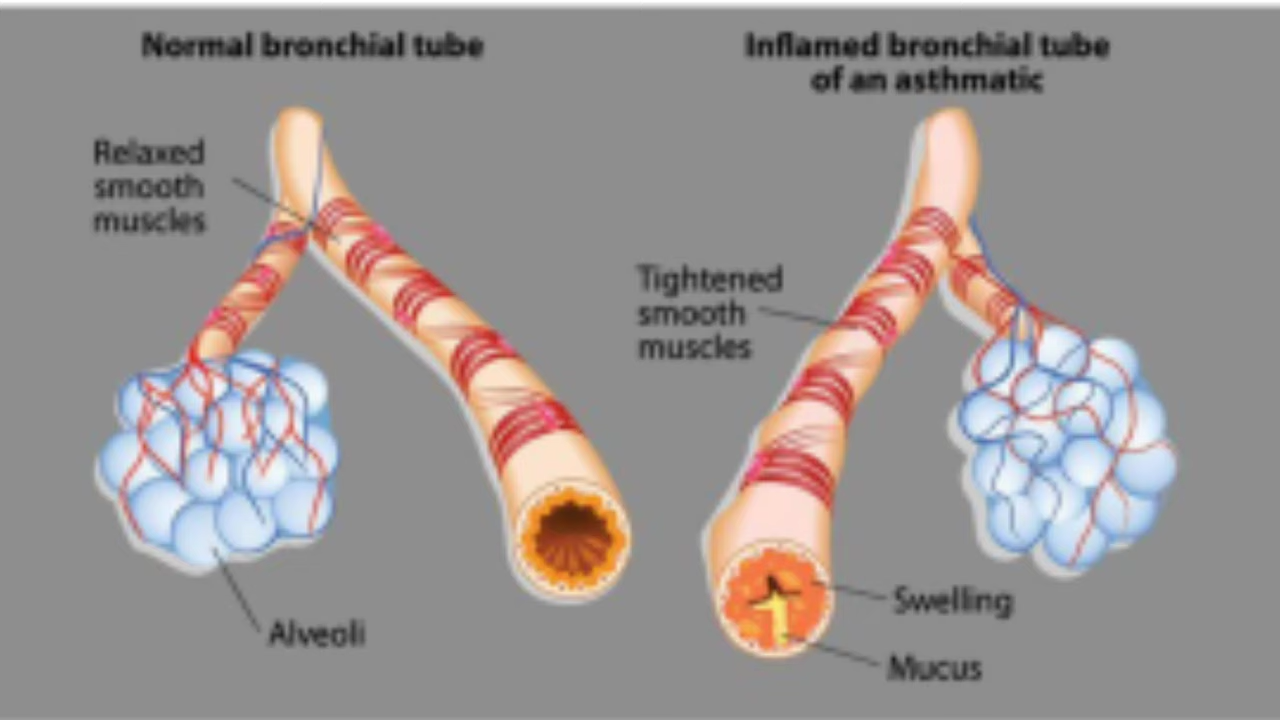 Normal bronchial tube
Relaxed
smooth
muscles
Alveoli
Inflamed bronchial tube
of an asthmatic
Tightened
smooth
muscles
Swelling
Mucus